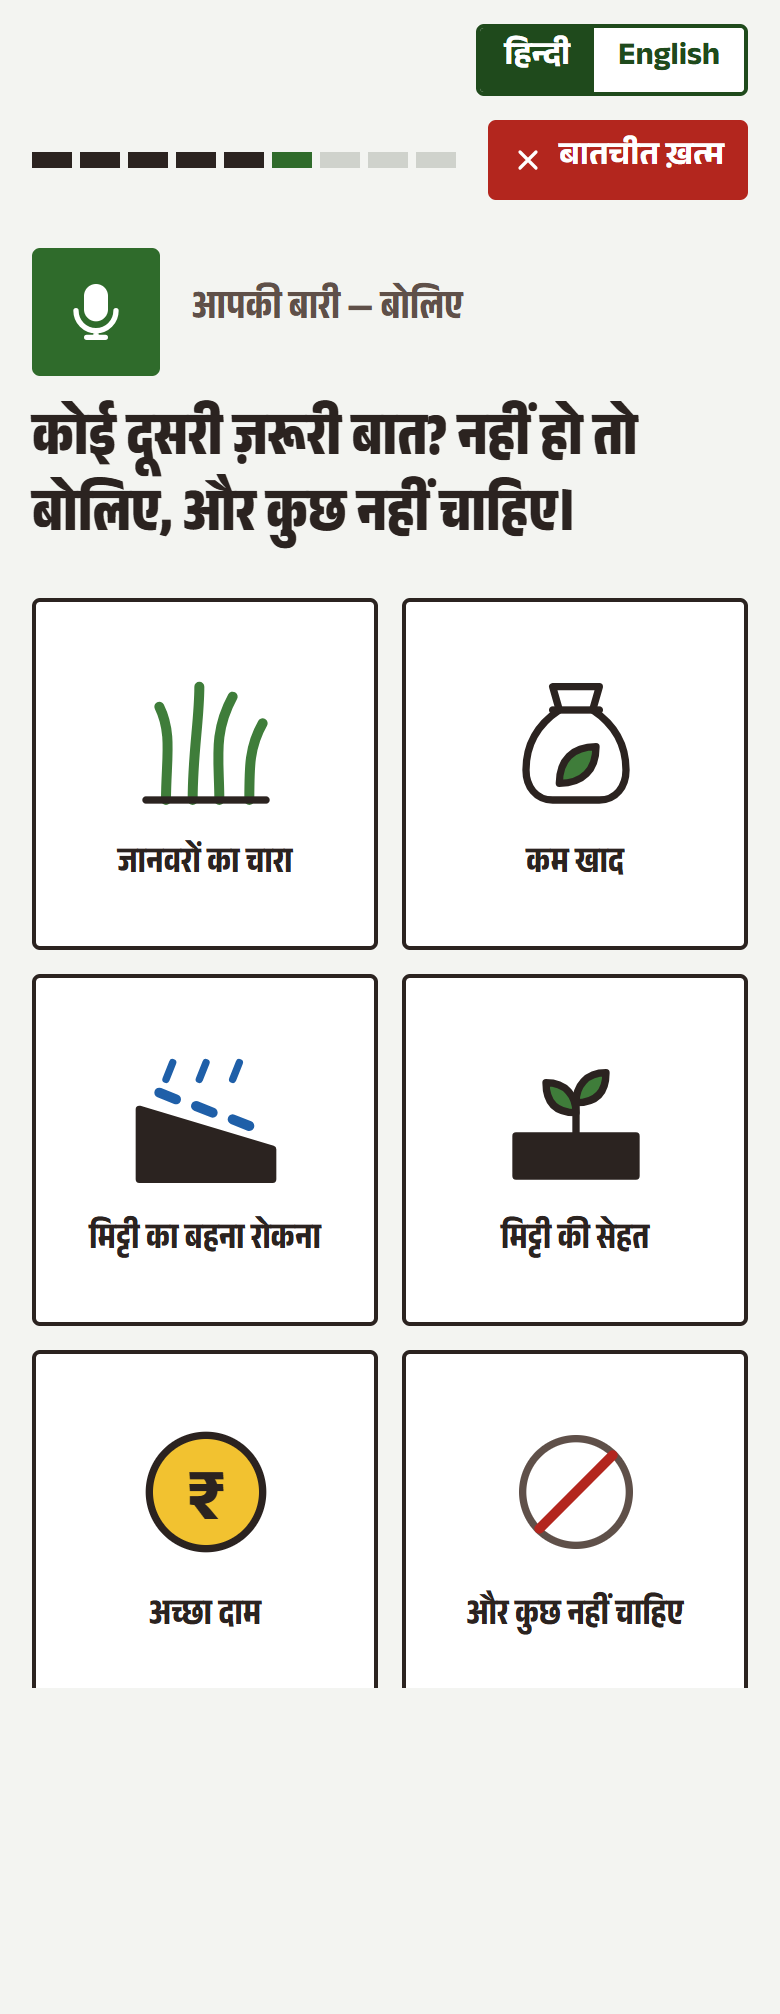 हिन्दी English
बातचीत ख़त्म
आपकी बारी – बोलिए
कोई दूसरी ज़रूरी बात? नहीं हो तो
बोलिए, और कुछ नहीं चाहिए।
जानवरों का चारा
कम खाद
मिट्टी का बहना रोकना
मिट्टी की सेहत
₹
अच्छा दाम
और कुछ नहीं चाहिए